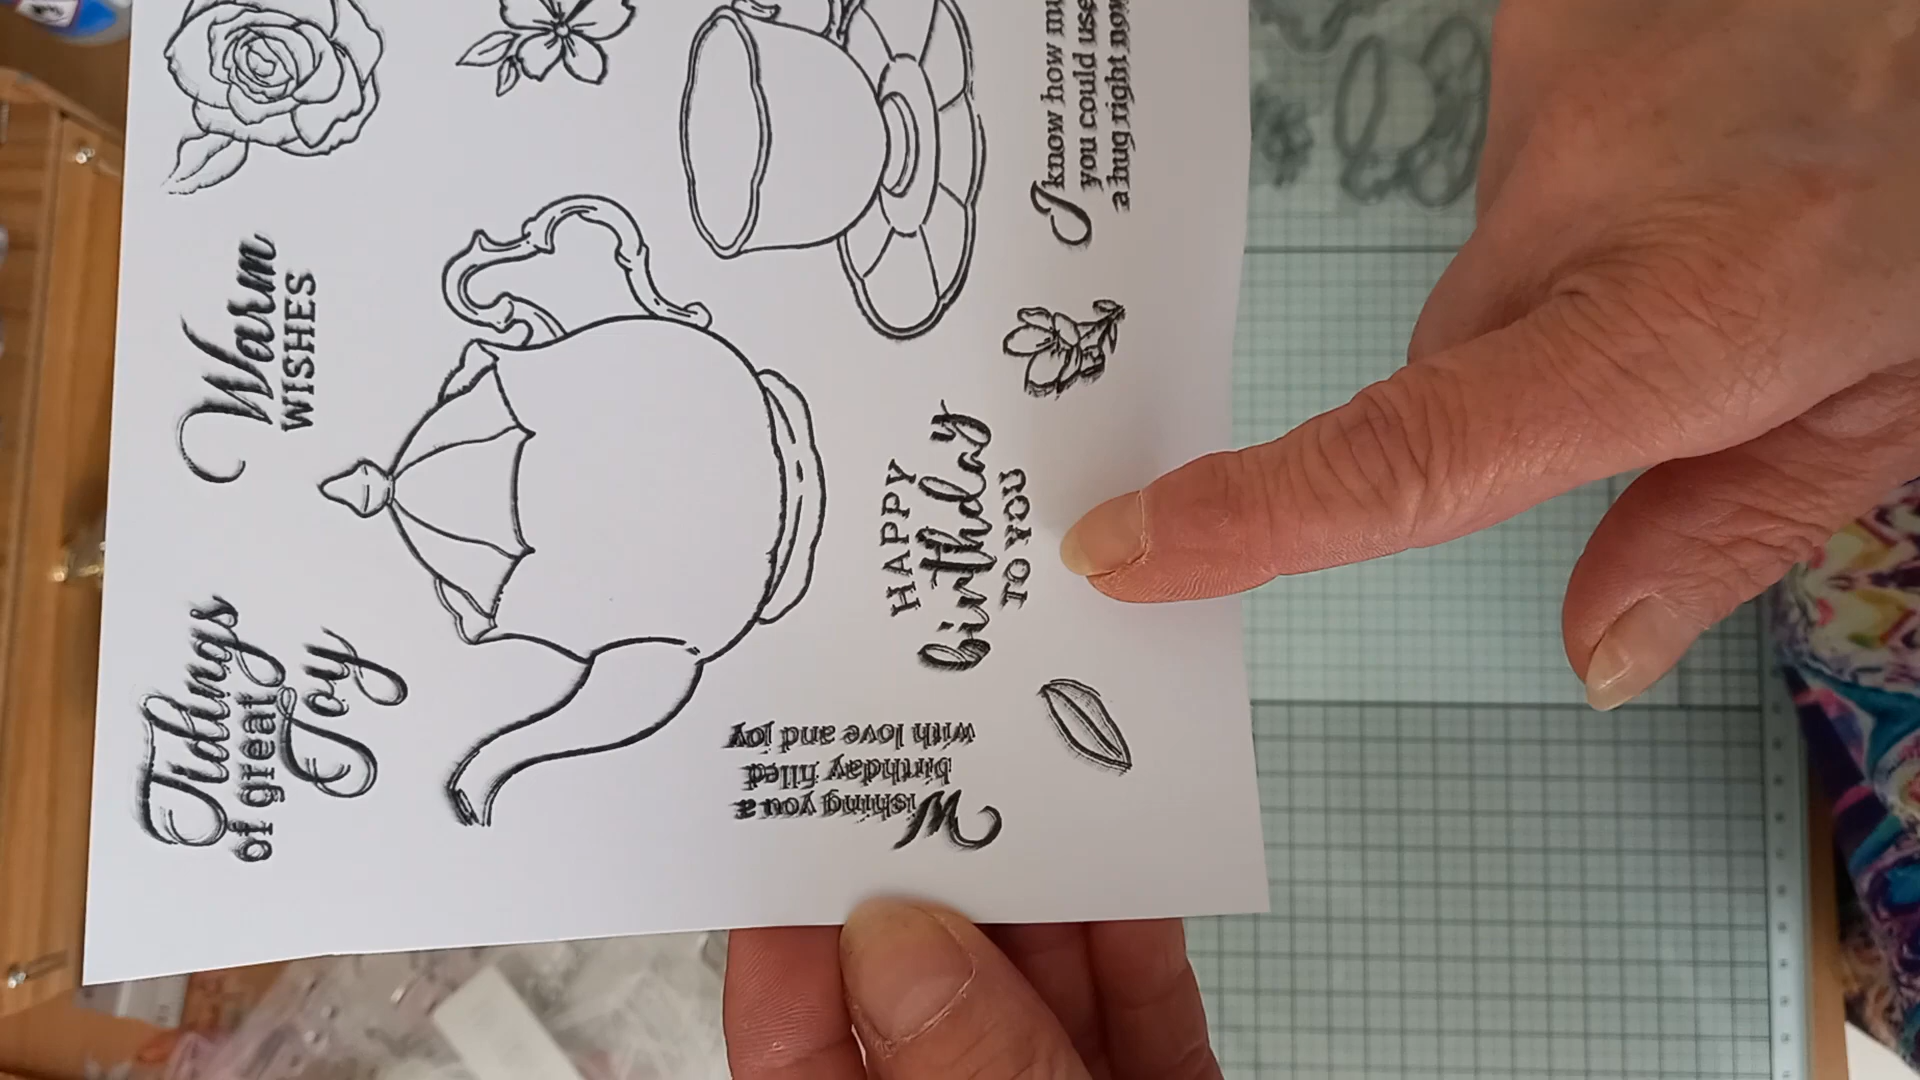 Tidings
of great
Joy
Warm
WISHES
Wishing you a
birthday filled
with love and joy
HAPPY
birthday
TO YOU
I know how mu
you could use
a hug right now